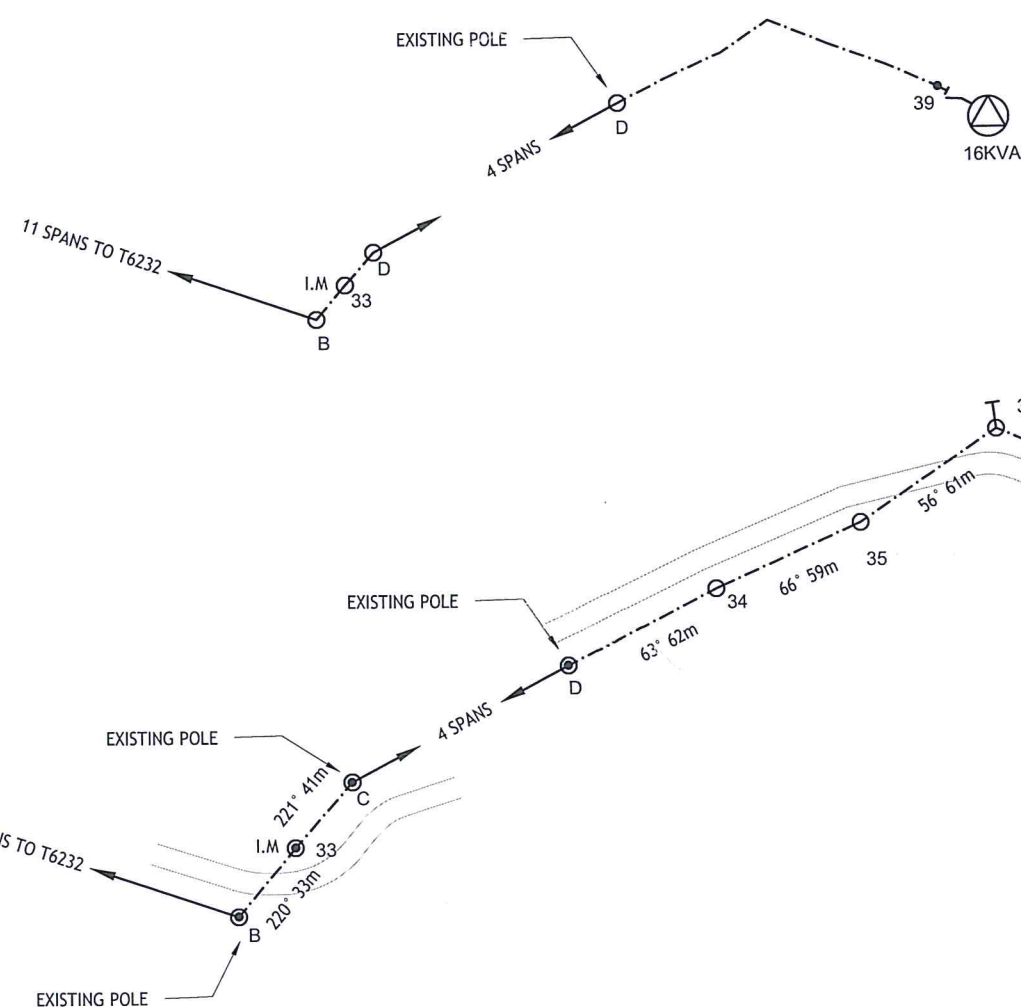 EXISTING POLE
D
39
16KVA
4 SPANS
11 SPANS TO T6232
D
I.M
33
B
56° 61m
35
66° 59m
34
EXISTING POLE
63° 62m
D
4 SPANS
EXISTING POLE
221° 41m
C
I.M
33
TO T6232
220° 33m
B
EXISTING POLE